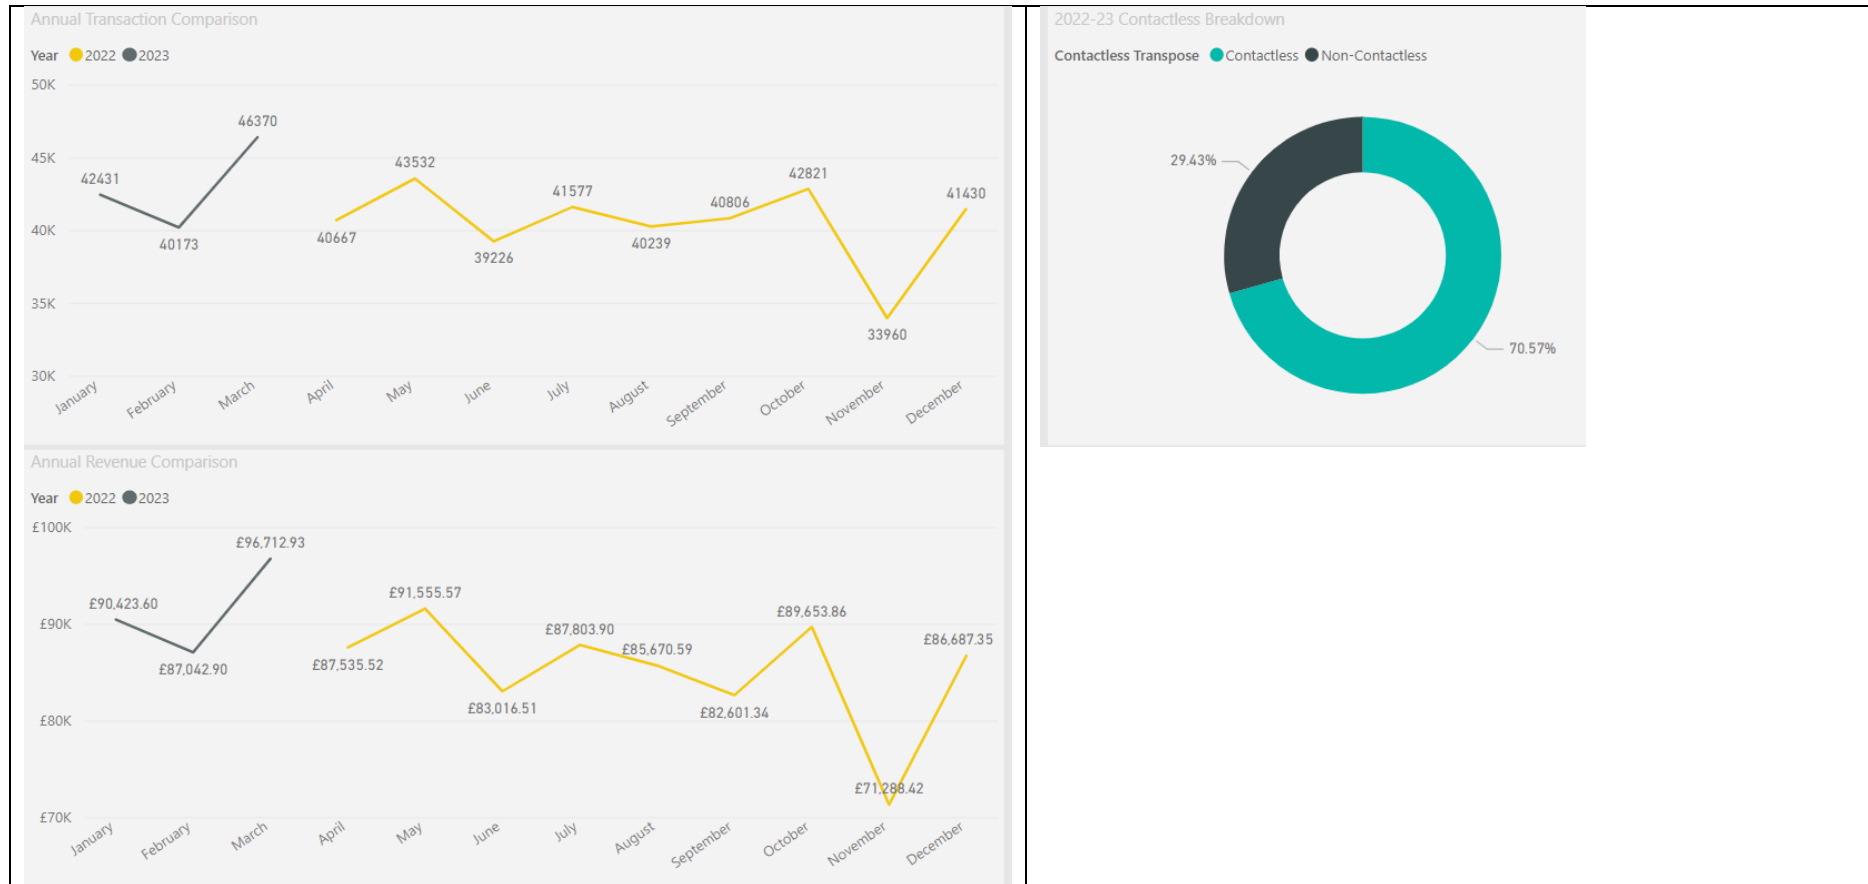 Annual Transaction Comparison
Year 2022 2023
50K
45K
40K
35K
30K
42431
40173
46370
40667
43532
39226
41577
40239
40806
42821
33960
41430
January February March April May June July August September October November December
Annual Revenue Comparison
Year 2022 2023
£100K
£90K
£80K
£70K
£90,423.60
£87,042.90
£96,712.93
£87,535.52
£91,555.57
£83,016.51
£87,803.90
£85,670.59
£82,601.34
£89,653.86
£71,288.42
£86,687.35
January February March April May June July August September October November December
2022-23 Contactless Breakdown
Contactless Transpose Contactless Non-Contactless
29.43%
70.57%